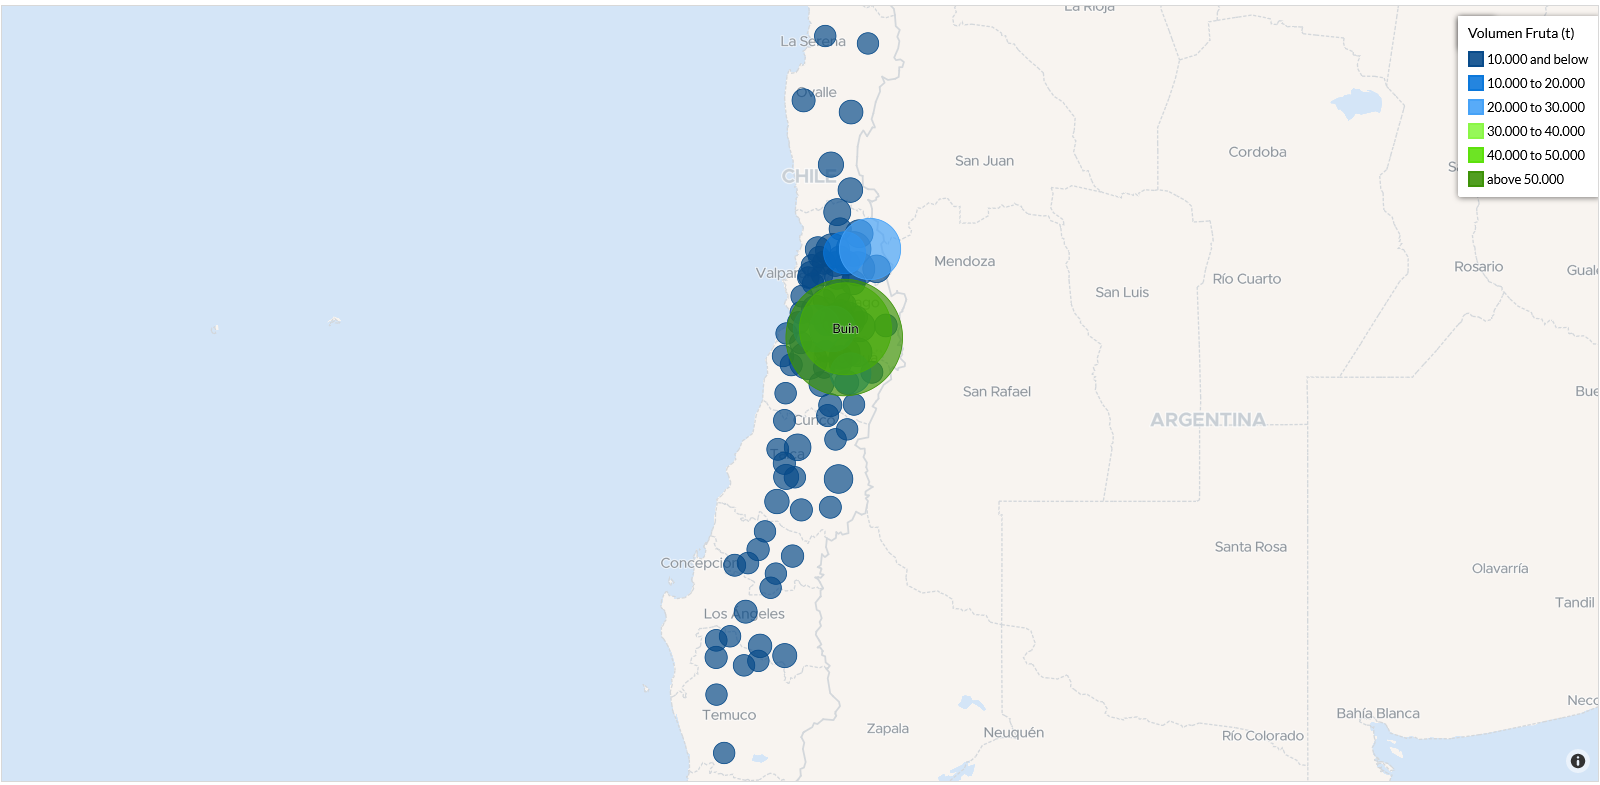 La Rioja
La Serena
Volumen Fruta (t)
10.000 and below
10.000 to 20.000
20.000 to 30.000
30.000 to 40.000
40.000 to 50.000
above 50.000
Ovalle
San Juan
Cordoba
CHILE
Mendoza
Valpar
Río Cuarto
Rosario
Guale
San Luis
Buin
San Rafael
Bue
ARGENTINA
Curicó
Talca
Santa Rosa
Concepción
Olavarría
Tandil
Los Angeles
Neco
Temuco
Bahía Blanca
Zapala
Neuquén
Río Colorado